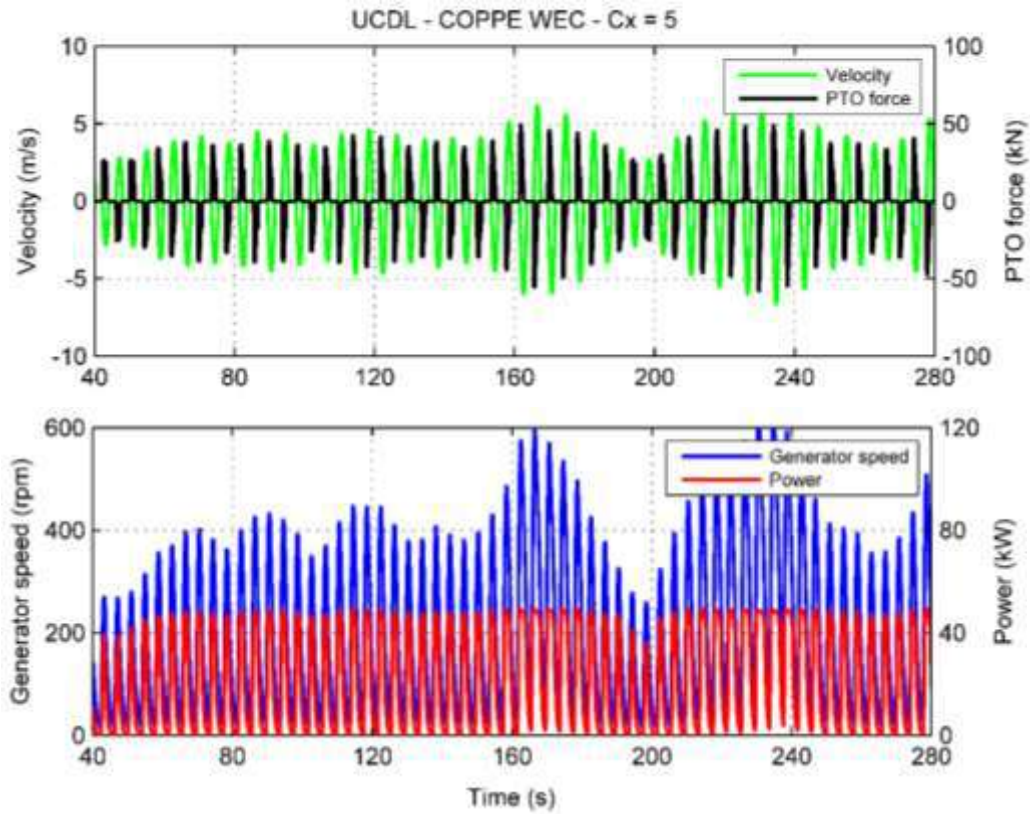 UCDL - COPPE WEC - Cx = 5
Velocity (m/s)
10
5
0
-5
-10
Velocity
PTO force
100
50
0
-50
-100
PTO force (kN)
40 80 120 160 200 240 280
Generator speed (rpm)
600
400
200
0
Generator speed
Power
120
80
40
0
Power (kW)
40 80 120 160 200 240 280
Time (s)